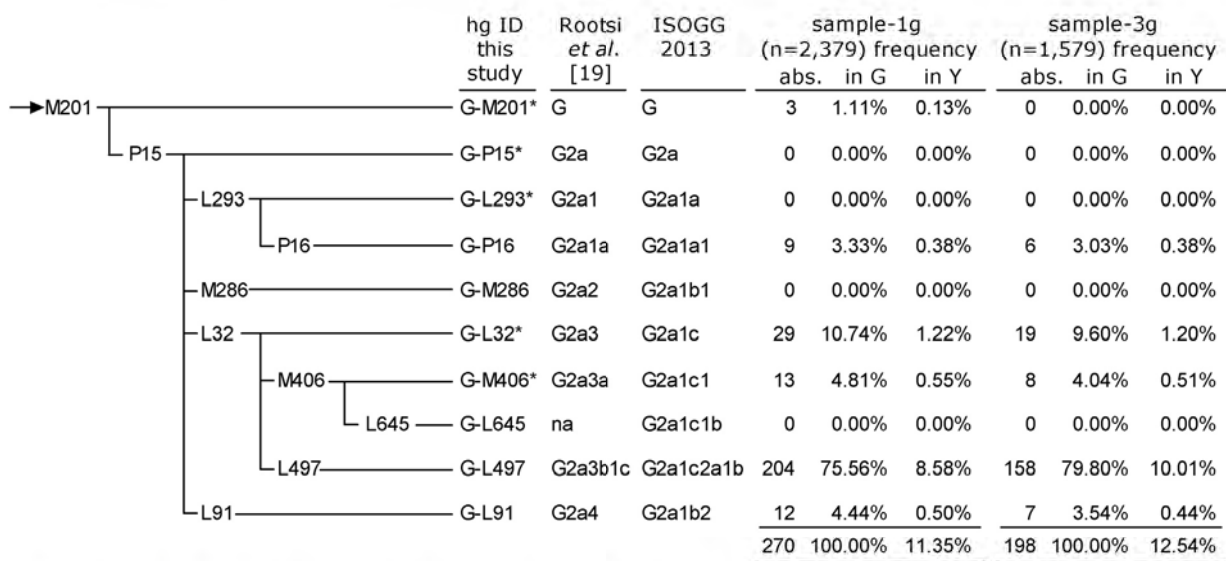 hg ID Rootsi ISOGG sample-1g sample-3g
this et al. 2013 (n=2,379) frequency (n=1,579) frequency
study [19] abs. in G in Y abs. in G in Y
M201 G-M201* G G 3 1.11% 0.13% 0 0.00% 0.00%
P15 G-P15* G2a G2a 0 0.00% 0.00% 0 0.00% 0.00%
L293 G-L293* G2a1 G2a1a 0 0.00% 0.00% 0 0.00% 0.00%
P16 G-P16 G2a1a G2a1a1 9 3.33% 0.38% 6 3.03% 0.38%
M286 G-M286 G2a2 G2a1b1 0 0.00% 0.00% 0 0.00% 0.00%
L32 G-L32* G2a3 G2a1c 29 10.74% 1.22% 19 9.60% 1.20%
M406 G-M406* G2a3a G2a1c1 13 4.81% 0.55% 8 4.04% 0.51%
L645 G-L645 na G2a1c1b 0 0.00% 0.00% 0 0.00% 0.00%
L497 G-L497 G2a3b1c G2a1c2a1b 204 75.56% 8.58% 158 79.80% 10.01%
L91 G-L91 G2a4 G2a1b2 12 4.44% 0.50% 7 3.54% 0.44%
270 100.00% 11.35% 198 100.00% 12.54%